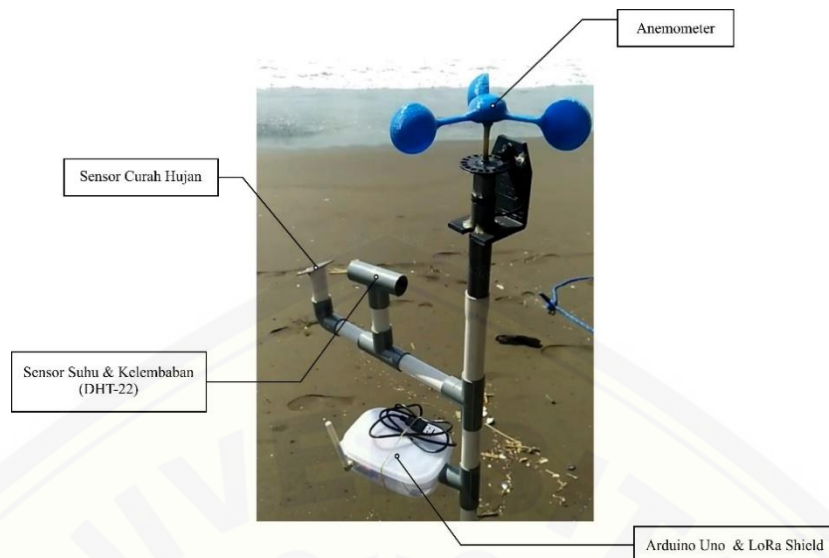 Anemometer
Sensor Curah Hujan
Sensor Suhu & Kelembaban
(DHT-22)
Arduino Uno & LoRa Shield